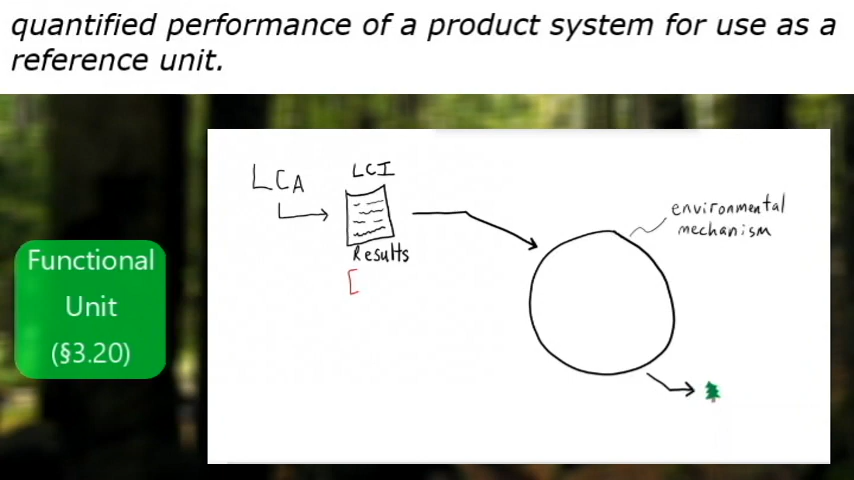 quantified performance of a product system for use as a
reference unit.
LCA
LCI
Results
[
environmental
mechanism
Functional
Unit
(§3.20)